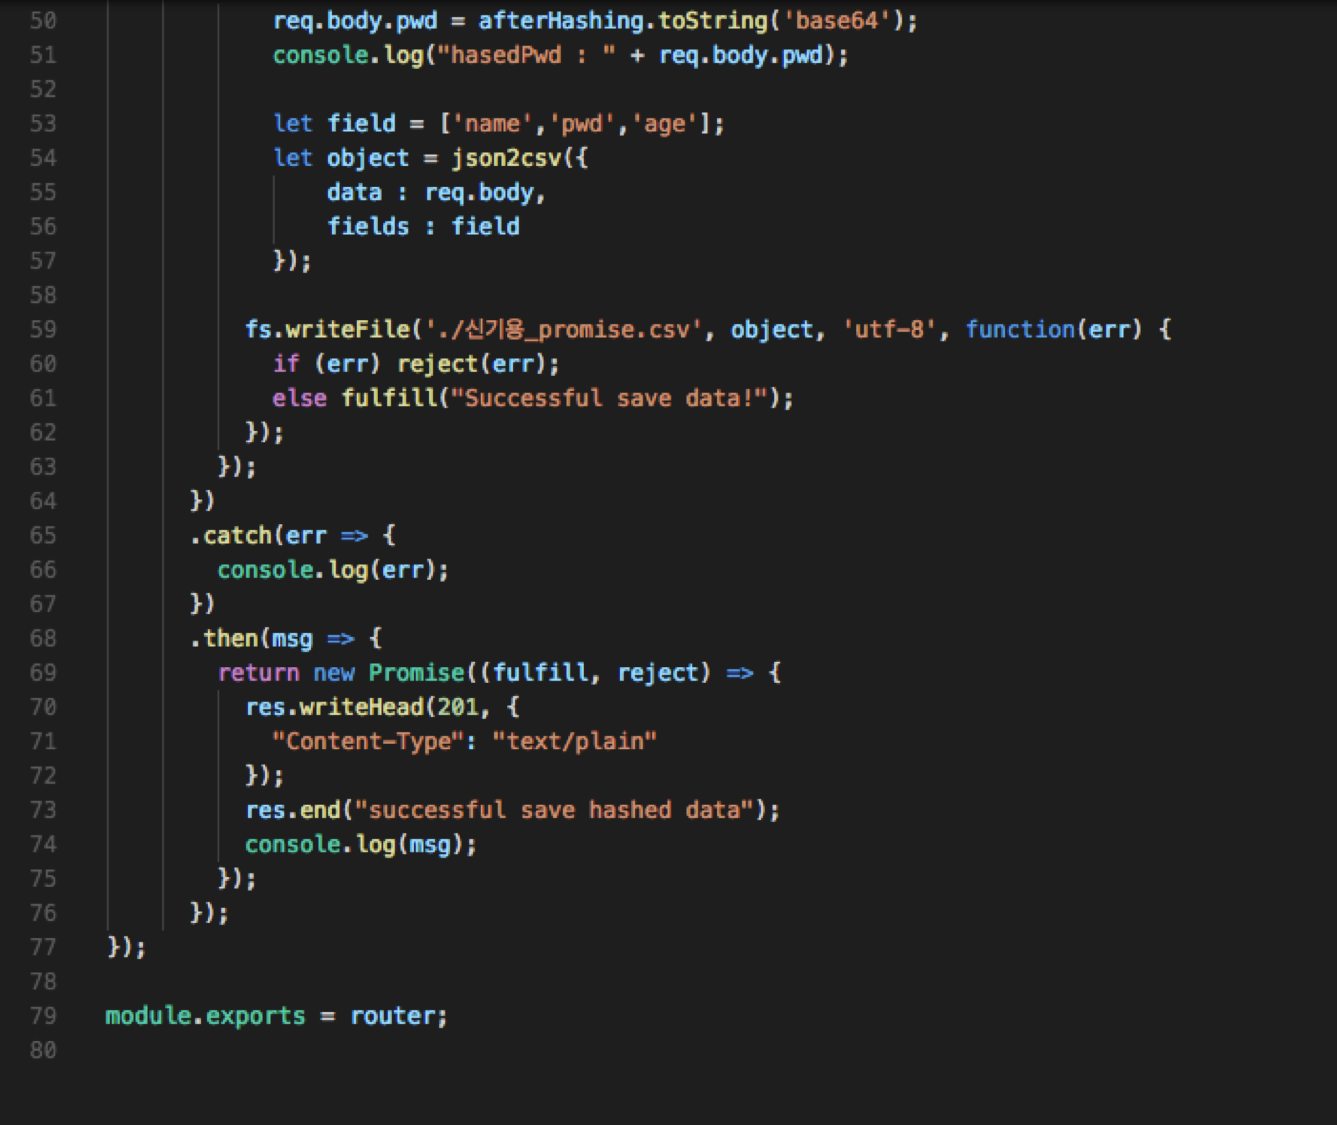 50 req.body.pwd = afterHashing.toString('base64');
51 console.log("hasedPwd : " + req.body.pwd);
52
53 let field = ['name','pwd','age'];
54 let object = json2csv({
55 data : req.body,
56 fields : field
57 });
58
59 fs.writeFile('./신기용_promise.csv', object, 'utf-8', function(err) {
60 if (err) reject(err);
61 else fulfill("Successful save data!");
62 });
63 });
64 })
65 .catch(err => {
66 console.log(err);
67 })
68 .then(msg => {
69 return new Promise((fulfill, reject) => {
70 res.writeHead(201, {
71 "Content-Type": "text/plain"
72 });
73 res.end("successful save hashed data");
74 console.log(msg);
75 });
76 });
77 });
78
79 module.exports = router;
80